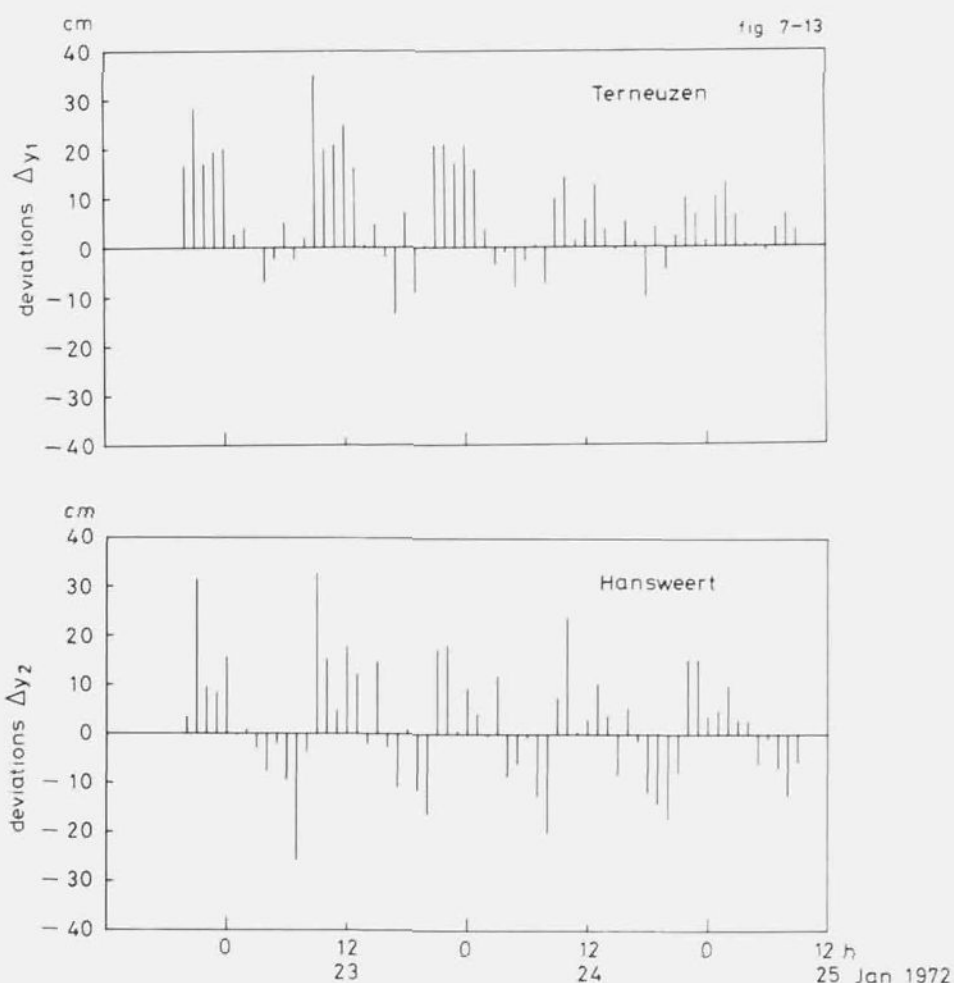 fig 7-13
cm
40
30
20
10
0
-10
-20
-30
-40
deviations Δy1
Terneuzen
cm
40
30
20
10
0
-10
-20
-30
-40
deviations Δy2
Hansweert
0 12 0 12 0 12 h
23 24 25 Jan 1972